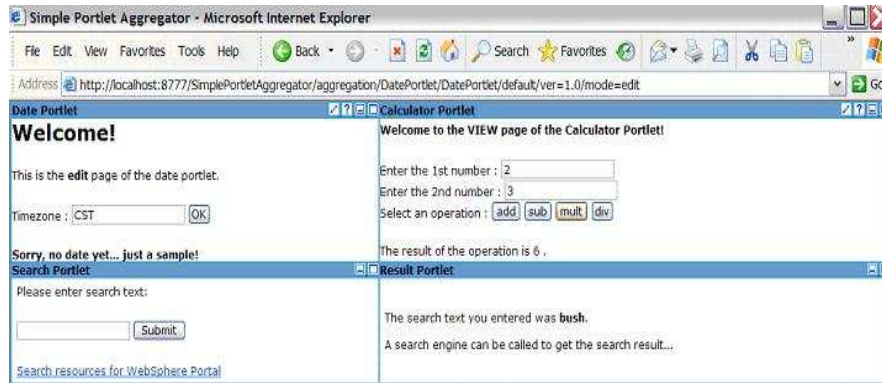 Simple Portlet Aggregator - Microsoft Internet Explorer
File Edit View Favorites Tools Help Back Search Favorites »
Address http://localhost:8777/SimplePortletAggregator/aggregation/DatePortlet/DatePortlet/default/ver=1.0/mode=edit Go
Date Portlet
Welcome!
This is the edit page of the date portlet.
Timezone : CST OK
Sorry, no date yet... just a sample!
Calculator Portlet
Welcome to the VIEW page of the Calculator Portlet!
Enter the 1st number : 2
Enter the 2nd number : 3
Select an operation : add sub mult div
The result of the operation is 6 .
Search Portlet
Please enter search text:
Submit
Search resources for WebSphere Portal
Result Portlet
The search text you entered was bush.
A search engine can be called to get the search result...